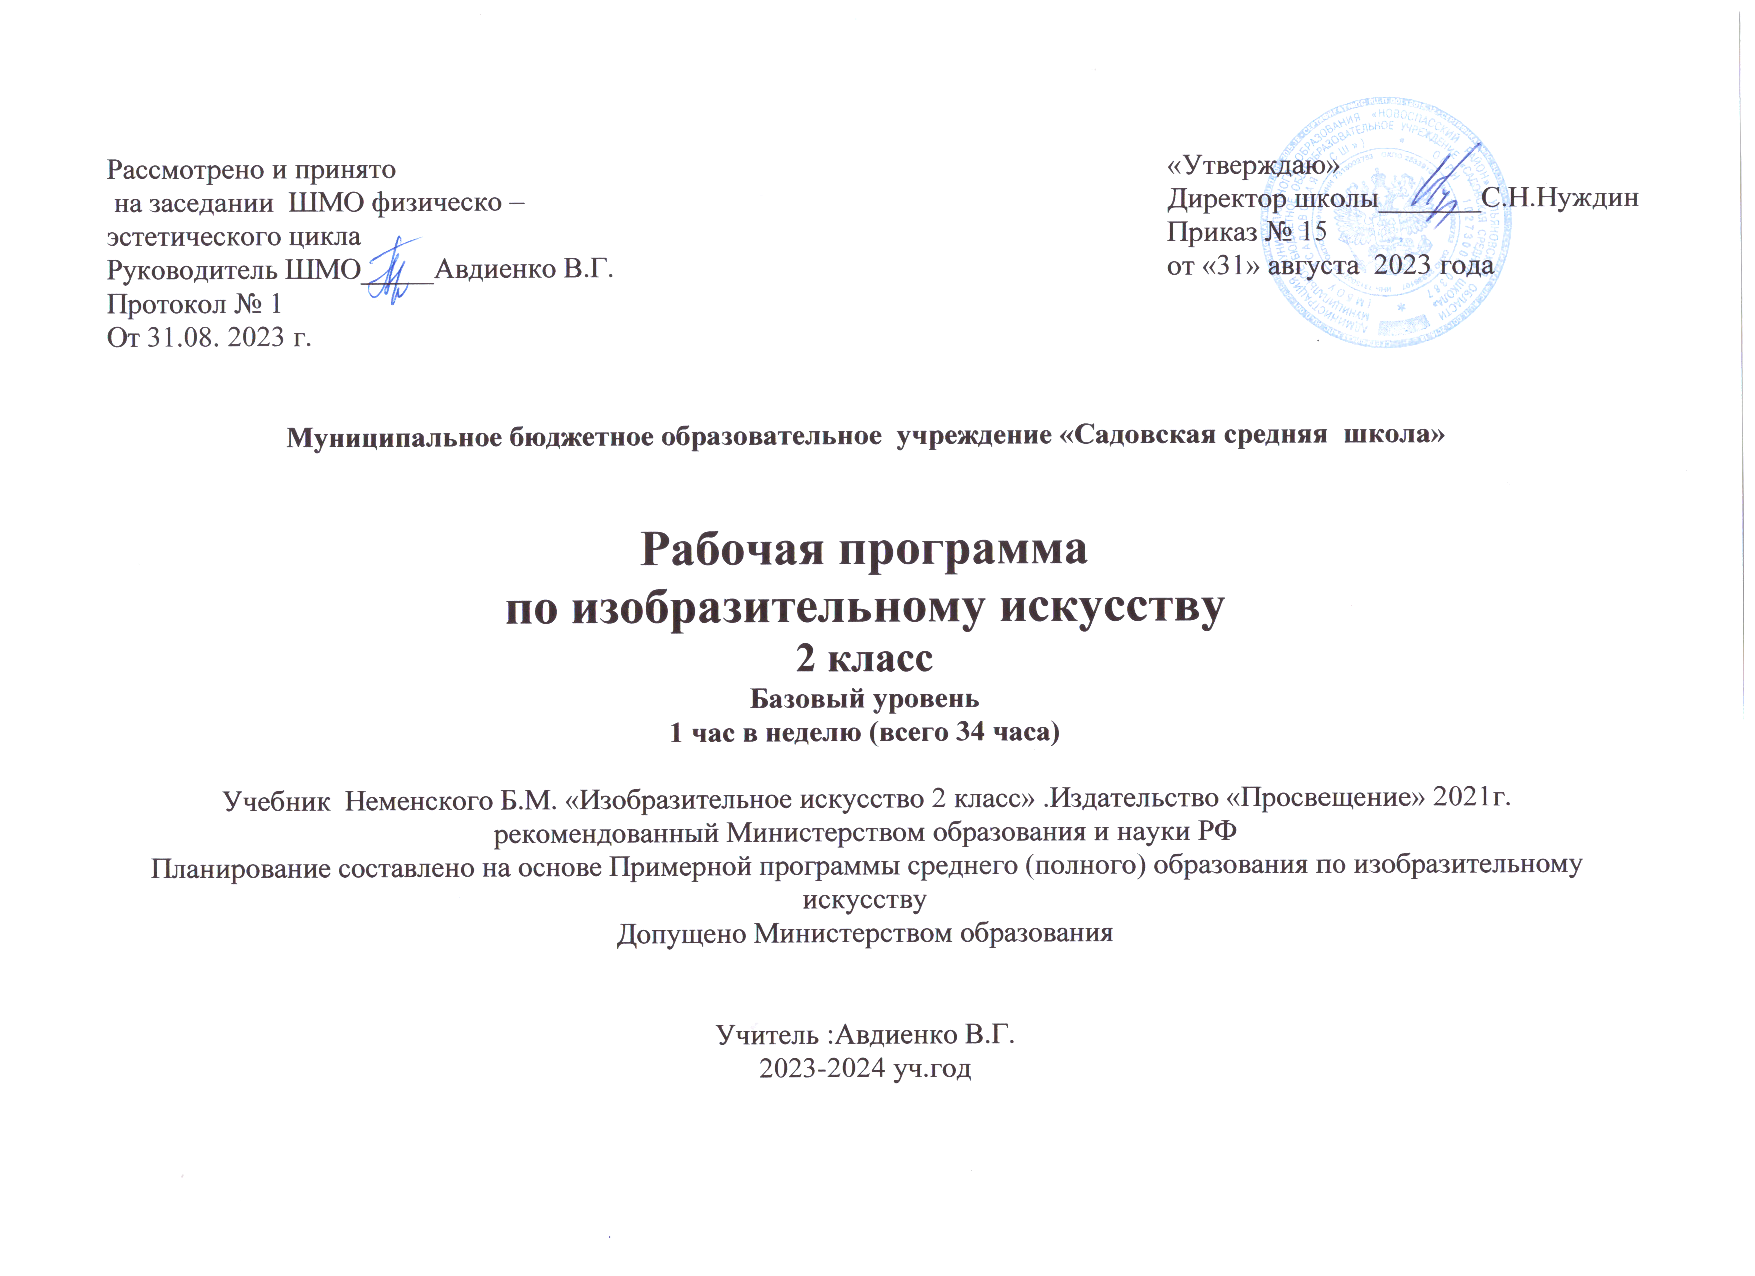 Рассмотрено и принято
на заседании ШМО физическо –
эстетического цикла
Руководитель ШМО_____Авдиенко В.Г.
Протокол № 1
От 31.08. 2023 г.
«Утверждаю»
Директор школы_______С.Н.Нуждин
Приказ № 15
от «31» августа 2023 года
Муниципальное бюджетное образовательное учреждение «Садовская средняя школа»
Рабочая программа
по изобразительному искусству
2 класс
Базовый уровень
1 час в неделю (всего 34 часа)
Учебник Неменского Б.М. «Изобразительное искусство 2 класс» .Издательство «Просвещение» 2021г.
рекомендованный Министерством образования и науки РФ
Планирование составлено на основе Примерной программы среднего (полного) образования по изобразительному
искусству
Допущено Министерством образования
Учитель :Авдиенко В.Г.
2023-2024 уч.год